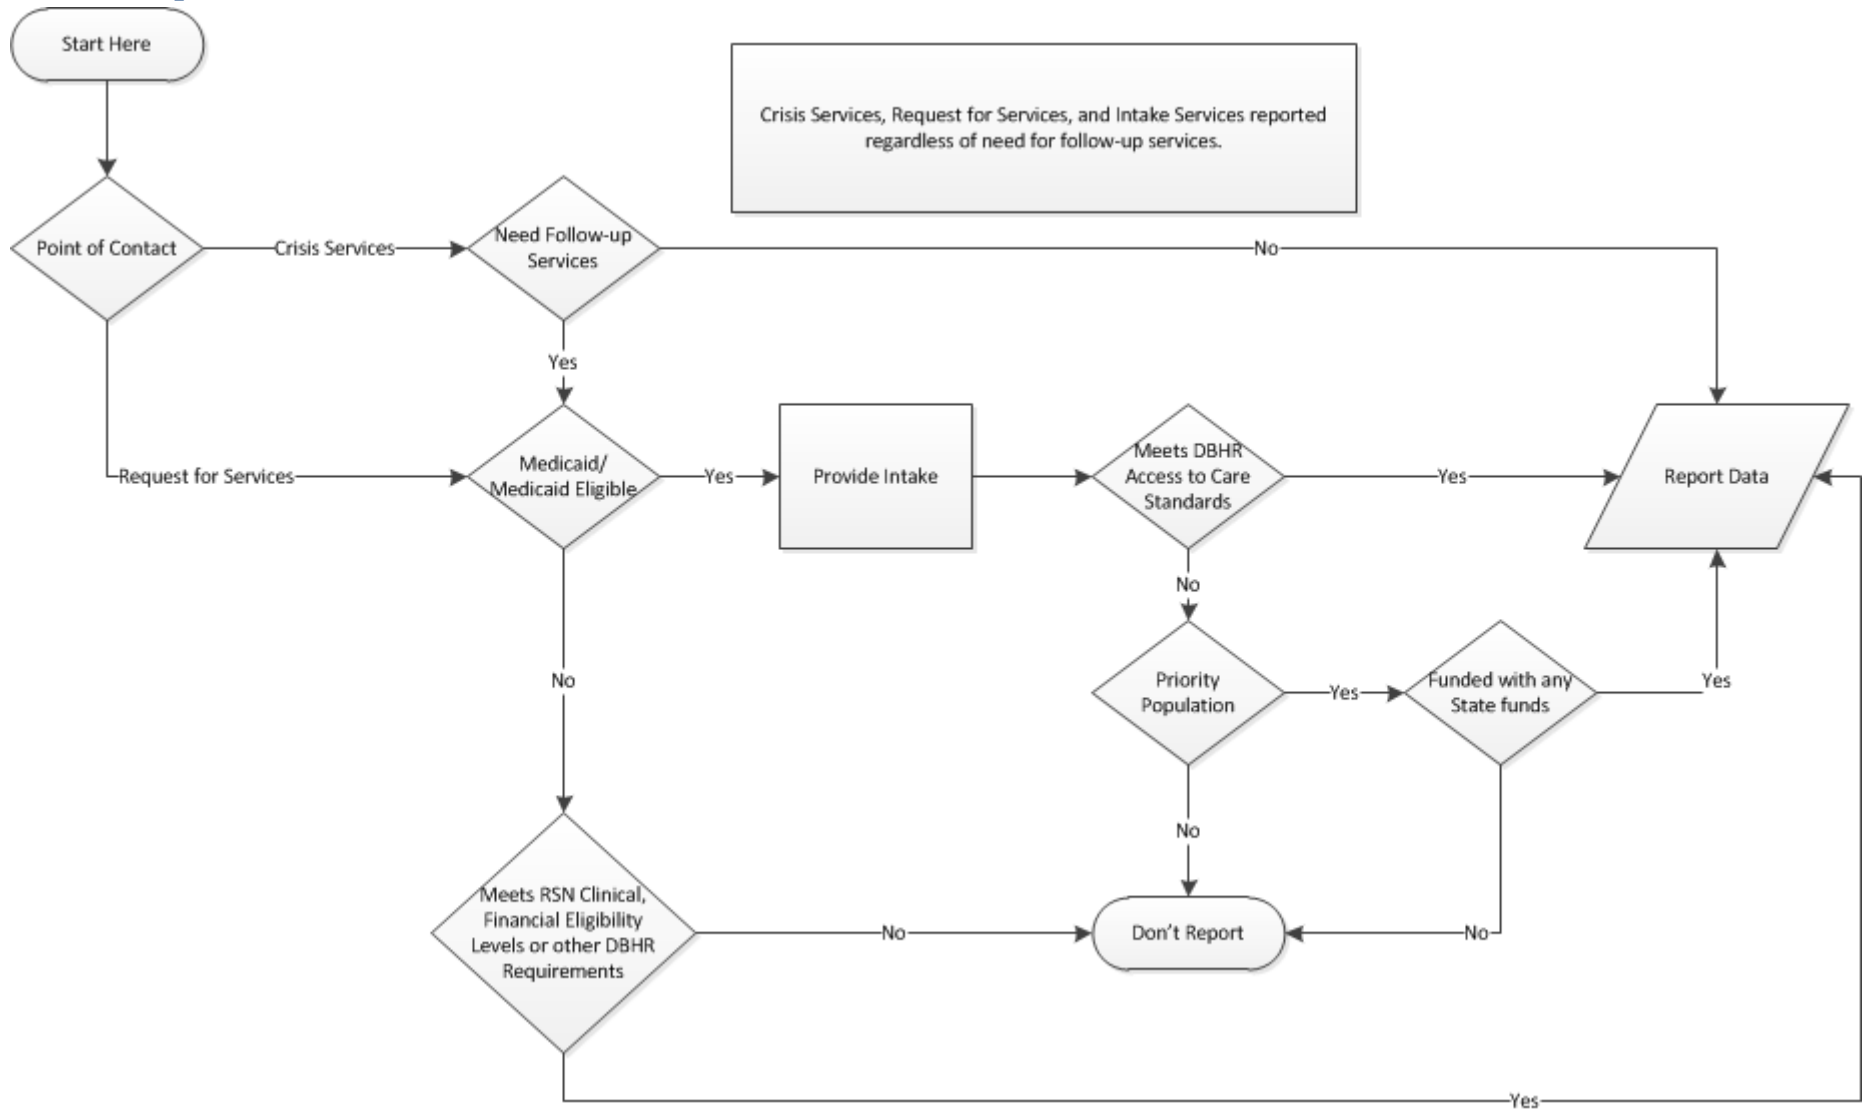 Start Here
Crisis Services, Request for Services, and Intake Services reported
regardless of need for follow-up services.
Point of Contact
Crisis Services
Need Follow-up
Services
No
Yes
Request for Services
Medicaid/
Medicaid Eligible
Yes
Provide Intake
Meets DBHR
Access to Care
Standards
Yes
Report Data
No
No
Priority
Population
Yes
Funded with any
State funds
Yes
No
Meets RSN Clinical,
Financial Eligibility
Levels or other DBHR
Requirements
No
Don't Report
No
Yes